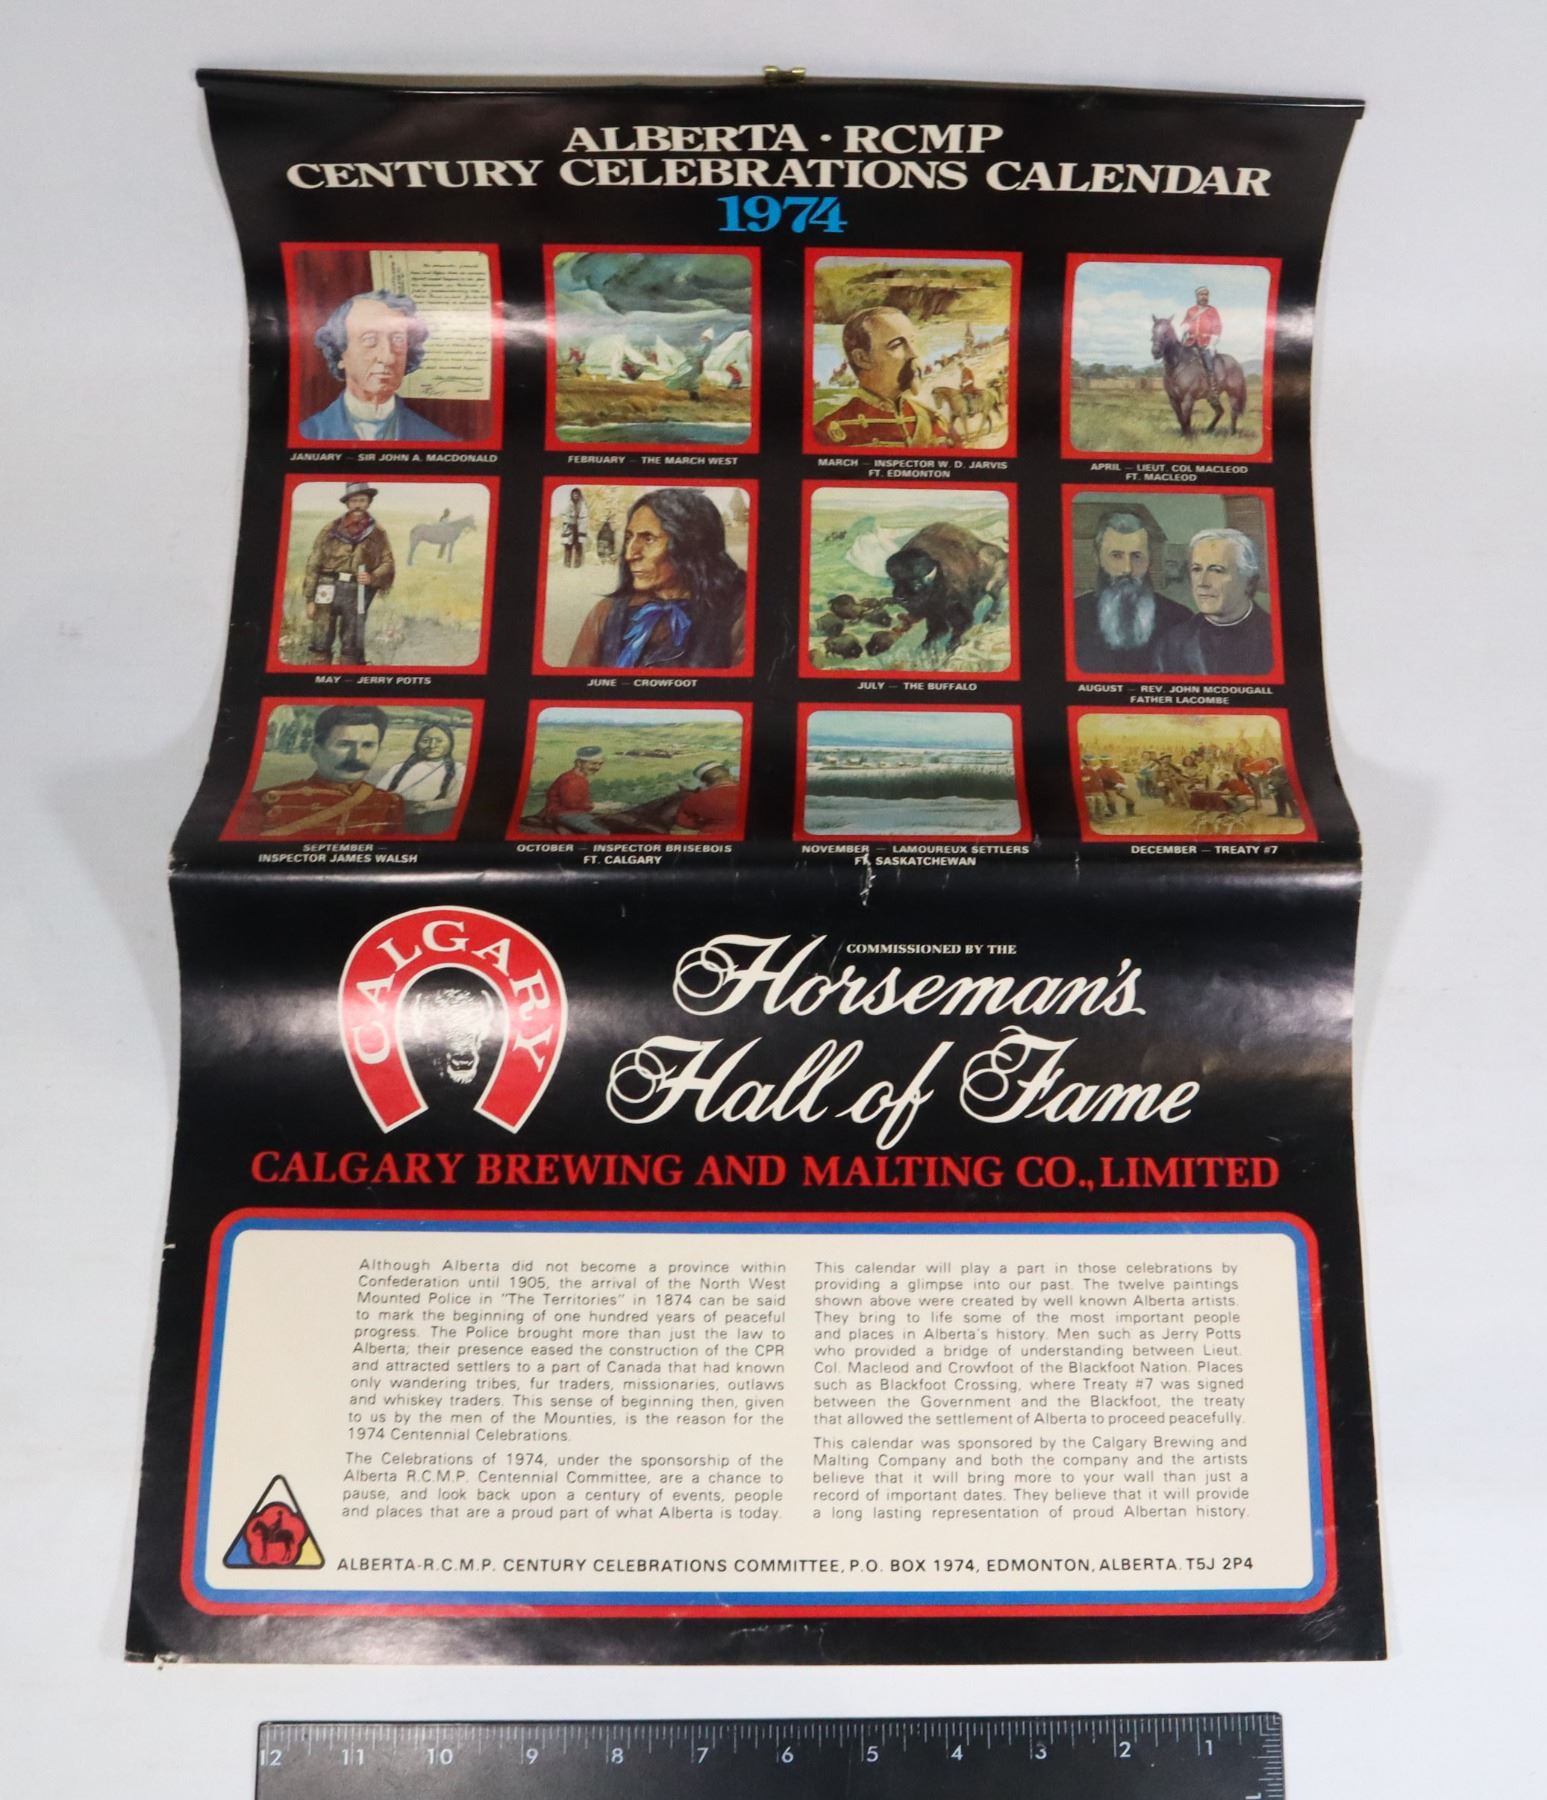 ALBERTA · RCMP
CENTURY CELEBRATIONS CALENDAR
1974
JANUARY — SIR JOHN A. MACDONALD
FEBRUARY — THE MARCH WEST
MARCH — INSPECTOR W. D. JARVIS
FT. EDMONTON
APRIL — LIEUT. COL MACLEOD
FT. MACLEOD
MAY — JERRY POTTS
JUNE — CROWFOOT
JULY — THE BUFFALO
AUGUST — REV. JOHN MCDOUGALL
FATHER LACOMBE
SEPTEMBER —
INSPECTOR JAMES WALSH
OCTOBER — INSPECTOR BRISEBOIS
FT. CALGARY
NOVEMBER — LAMOUREUX SETTLERS
FT. SASKATCHEWAN
DECEMBER — TREATY #7
CALGARY
COMMISSIONED BY THE
Horseman's
Hall of Fame
CALGARY BREWING AND MALTING CO., LIMITED
Although Alberta did not become a province within
Confederation until 1905, the arrival of the North West
Mounted Police in "The Territories" in 1874 can be said
to mark the beginning of one hundred years of peaceful
progress. The Police brought more than just the law to
Alberta; their presence eased the construction of the CPR
and attracted settlers to a part of Canada that had known
only wandering tribes, fur traders, missionaries, outlaws
and whiskey traders. This sense of beginning then, given
to us by the men of the Mounties, is the reason for the
1974 Centennial Celebrations.
The Celebrations of 1974, under the sponsorship of the
Alberta R.C.M.P. Centennial Committee, are a chance to
pause, and look back upon a century of events, people
and places that are a proud part of what Alberta is today.
This calendar will play a part in those celebrations by
providing a glimpse into our past. The twelve paintings
shown above were created by well known Alberta artists.
They bring to life some of the most important people
and places in Alberta's history. Men such as Jerry Potts
who provided a bridge of understanding between Lieut.
Col. Macleod and Crowfoot of the Blackfoot Nation. Places
such as Blackfoot Crossing, where Treaty #7 was signed
between the Government and the Blackfoot, the treaty
that allowed the settlement of Alberta to proceed peacefully.
This calendar was sponsored by the Calgary Brewing and
Malting Company and both the company and the artists
believe that it will bring more to your wall than just a
record of important dates. They believe that it will provide
a long lasting representation of proud Albertan history.
ALBERTA-R.C.M.P. CENTURY CELEBRATIONS COMMITTEE, P.O. BOX 1974, EDMONTON, ALBERTA. T5J 2P4
12 11 10 9 8 7 6 5 4 3 2 1